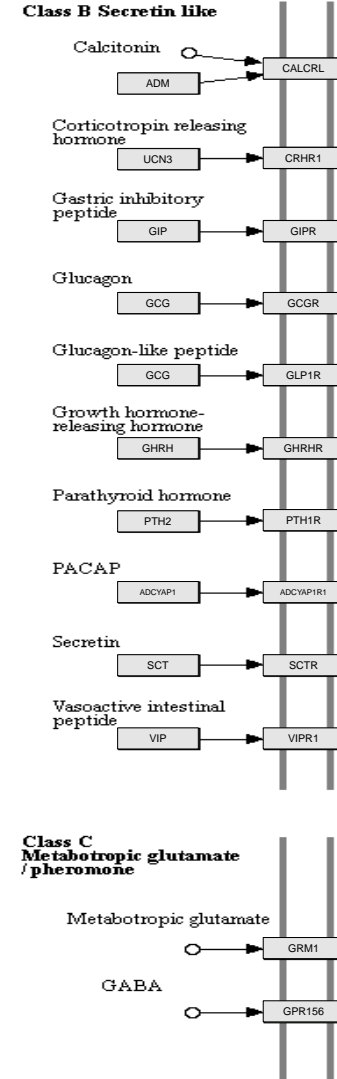 Class B Secretin like
Calcitonin
CALCRL
ADM
Corticotropin releasing
hormone
UCN3
CRHR1
Gastric inhibitory
peptide
GIP
GIPR
Glucagon
GCG
GCGR
Glucagon-like peptide
GCG
GLP1R
Growth hormone-
releasing hormone
GHRH
GHRHR
Parathyroid hormone
PTH2
PTH1R
PACAP
ADCYAP1
ADCYAP1R1
Secretin
SCT
SCTR
Vasoactive intestinal
peptide
VIP
VIPR1
Class C
Metabotropic glutamate
/pheromone
Metabotropic glutamate
GRM1
GABA
GPR156